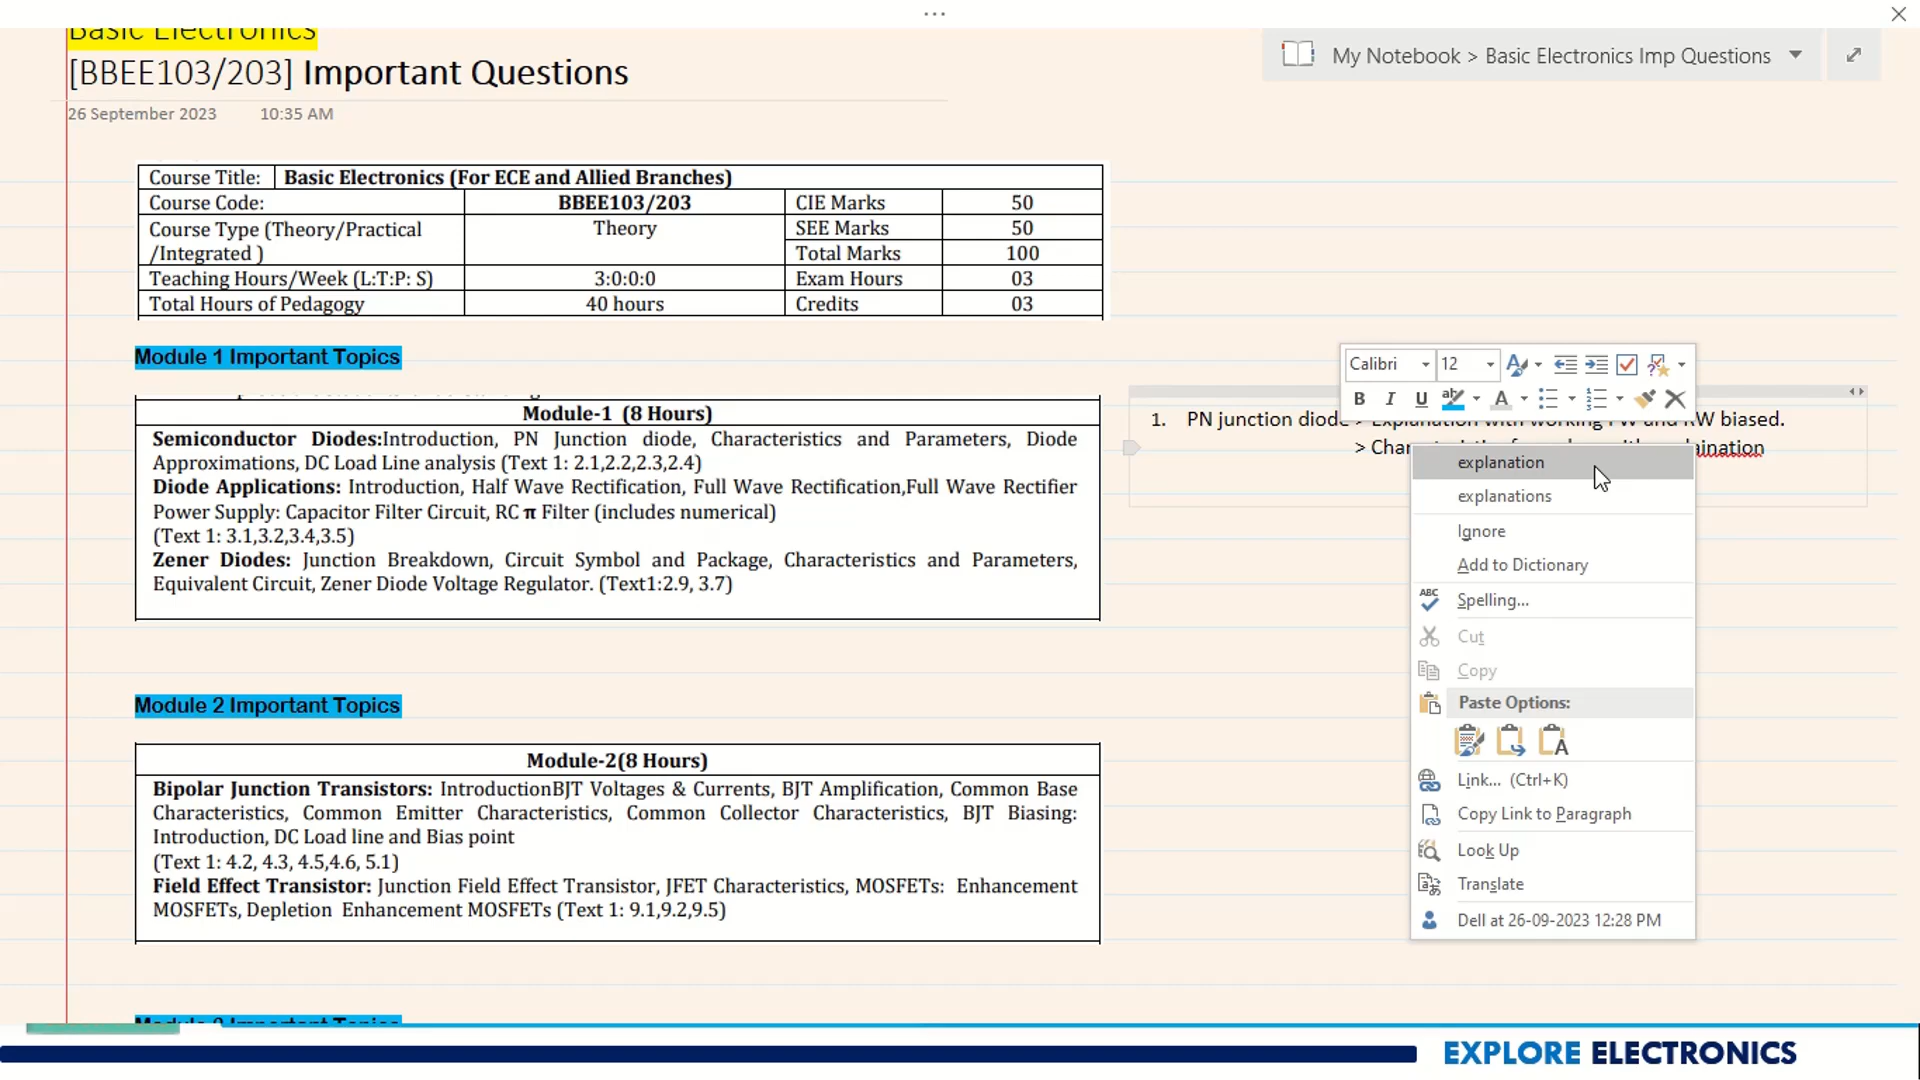 Basic Electronics
[BBEE103/203] Important Questions
My Notebook > Basic Electronics Imp Questions
26 September 2023 10:35 AM
Course Title: Basic Electronics (For ECE and Allied Branches)
Course Code: BBEE103/203 CIE Marks 50
Course Type (Theory/Practical /Integrated ) Theory SEE Marks 50
Total Marks 100
Teaching Hours/Week (L:T:P: S) 3:0:0:0 Exam Hours 03
Total Hours of Pedagogy 40 hours Credits 03
Module 1 Important Topics
Module-1 (8 Hours)
Semiconductor Diodes:Introduction, PN Junction diode, Characteristics and Parameters, Diode
Approximations, DC Load Line analysis (Text 1: 2.1,2.2,2.3,2.4)
Diode Applications: Introduction, Half Wave Rectification, Full Wave Rectification,Full Wave Rectifier
Power Supply: Capacitor Filter Circuit, RC π Filter (includes numerical)
(Text 1: 3.1,3.2,3.4,3.5)
Zener Diodes: Junction Breakdown, Circuit Symbol and Package, Characteristics and Parameters,
Equivalent Circuit, Zener Diode Voltage Regulator. (Text1:2.9, 3.7)
Module 2 Important Topics
Module-2(8 Hours)
Bipolar Junction Transistors: IntroductionBJT Voltages & Currents, BJT Amplification, Common Base
Characteristics, Common Emitter Characteristics, Common Collector Characteristics, BJT Biasing:
Introduction, DC Load line and Bias point
(Text 1: 4.2, 4.3, 4.5,4.6, 5.1)
Field Effect Transistor: Junction Field Effect Transistor, JFET Characteristics, MOSFETs: Enhancement
MOSFETs, Depletion Enhancement MOSFETs (Text 1: 9.1,9.2,9.5)
Calibri 12
B I U
1. PN junction diode > Explanation with working FW and RW biased.
explanation
explanations
Ignore
Add to Dictionary
ABC
Spelling...
Cut
Copy
Paste Options:
Link... (Ctrl+K)
Copy Link to Paragraph
Look Up
Translate
Dell at 26-09-2023 12:28 PM
EXPLORE ELECTRONICS